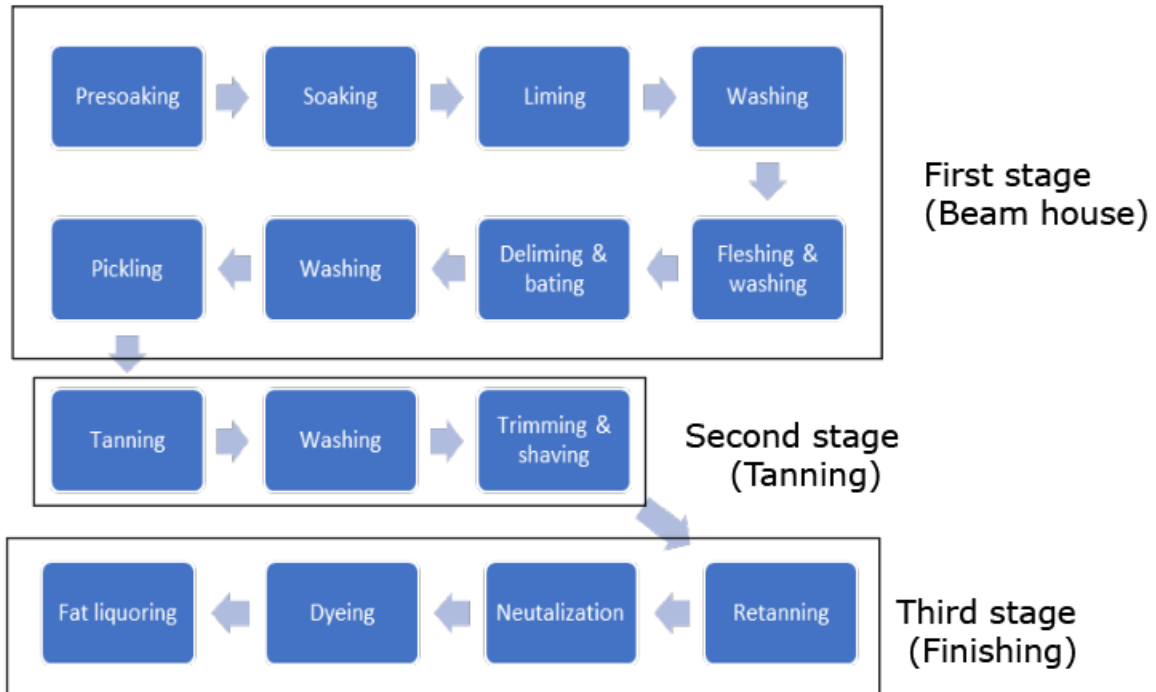 Presoaking
Soaking
Liming
Washing
First stage
(Beam house)
Pickling
Washing
Deliming &
bating
Fleshing &
washing
Tanning
Washing
Trimming &
shaving
Second stage
(Tanning)
Fat liquoring
Dyeing
Neutalization
Retanning
Third stage
(Finishing)